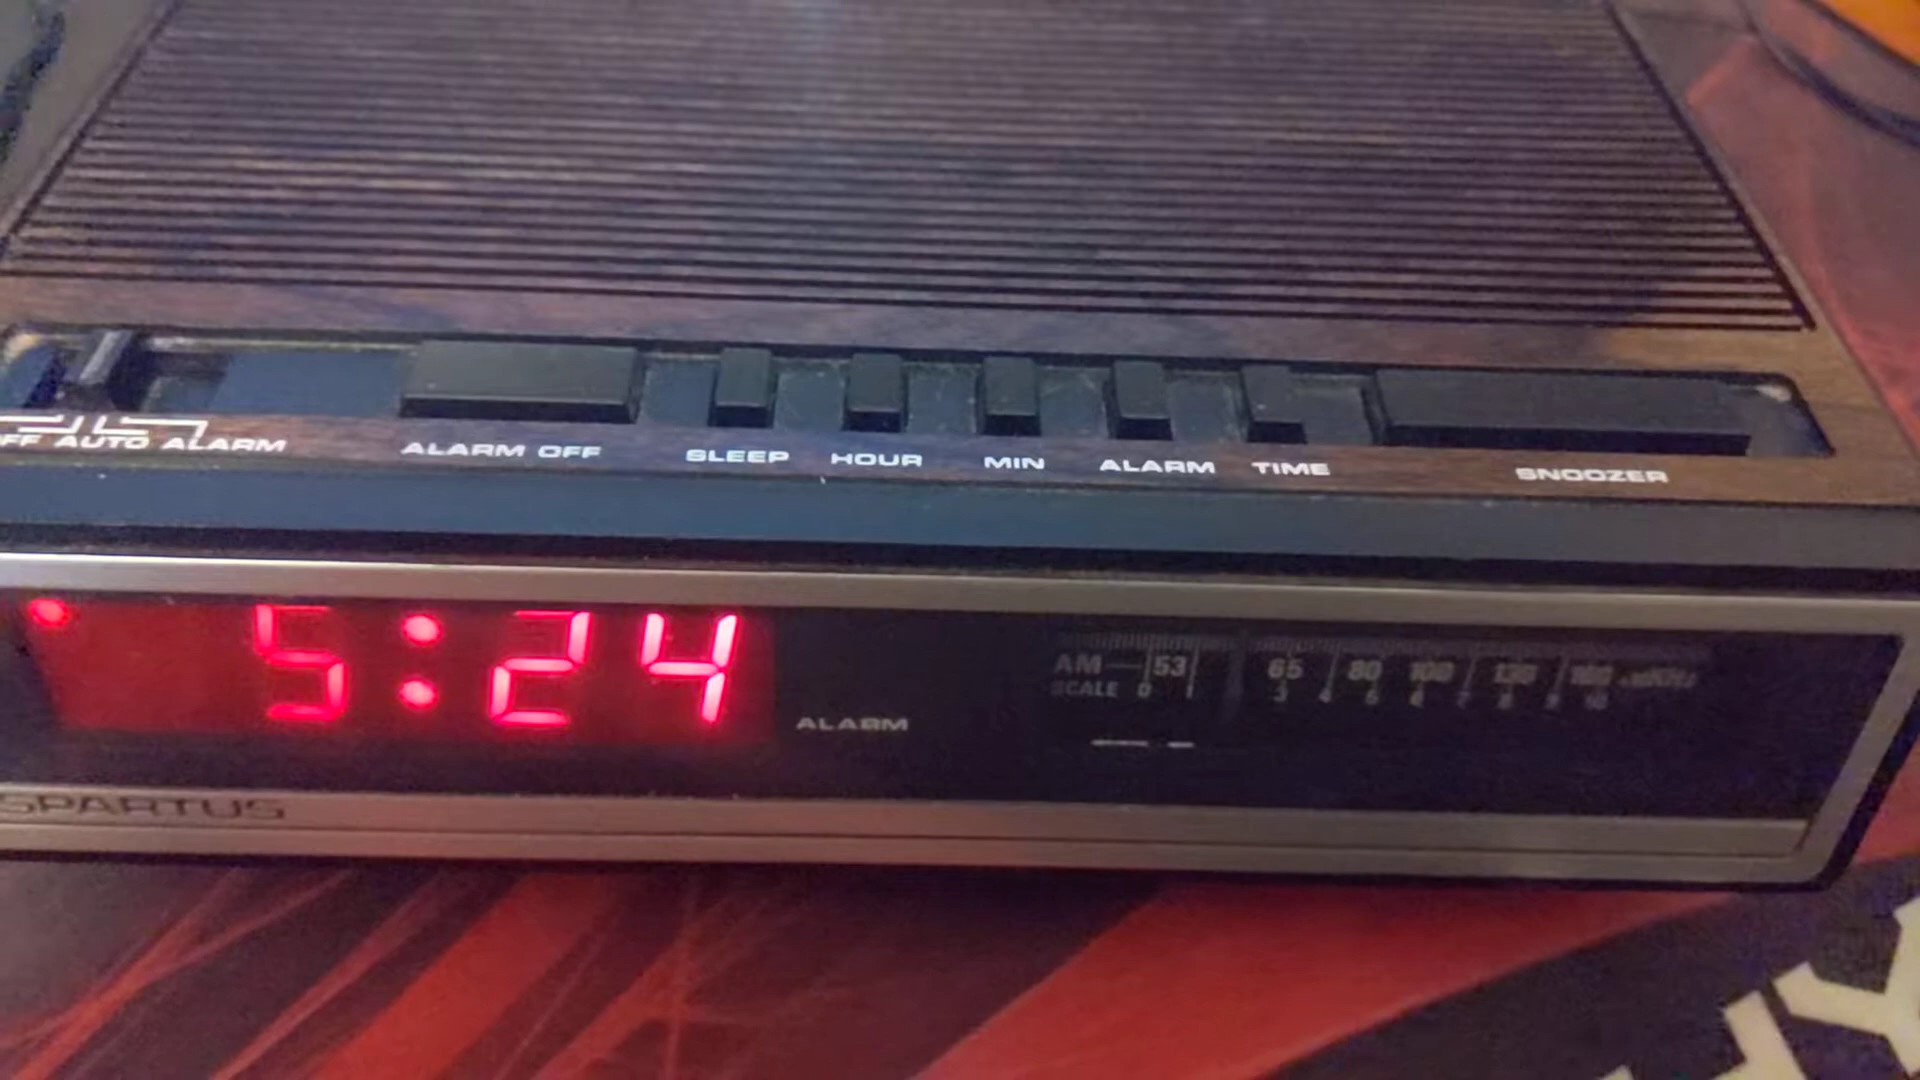 AUTO ALARM
ALARM OFF
SLEEP
HOUR
MIN
ALARM
TIME
SNOOZER
5:24
ALARM
AM 53 65 80 100
SCALE 0
SPARTUS